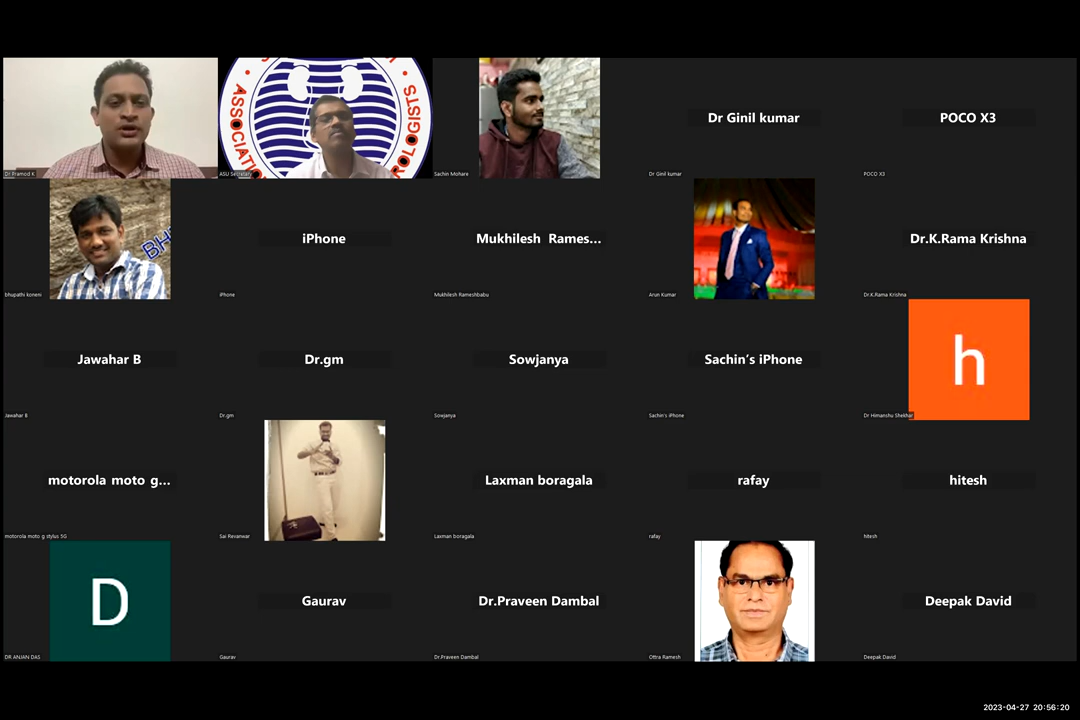 ASSOCIATIO
ROLOGISTS
Dr Ginil kumar
POCO X3
Dr Pramod K
ASU Secretary
Sachin Mohare
Dr Ginil kumar
POCO X3
BH
iPhone
Mukhilesh Rames...
Dr.K.Rama Krishna
bhupathi koneni
iPhone
Mukhilesh Rameshbabu
Arun Kumar
Dr.K.Rama Krishna
Jawahar B
Dr.gm
Sowjanya
Sachin's iPhone
h
Jawahar B
Dr.gm
Sowjanya
Sachin's iPhone
Dr Himanshu Shekhar
motorola moto g...
Laxman boragala
rafay
hitesh
motorola moto g stylus 5G
Sai Revanwar
Laxman boragala
rafay
hitesh
D
Gaurav
Dr.Praveen Dambal
Deepak David
DR ANJAN DAS
Gaurav
Dr.Praveen Dambal
Ottra Ramesh
Deepak David
2023-04-27 20:56:20